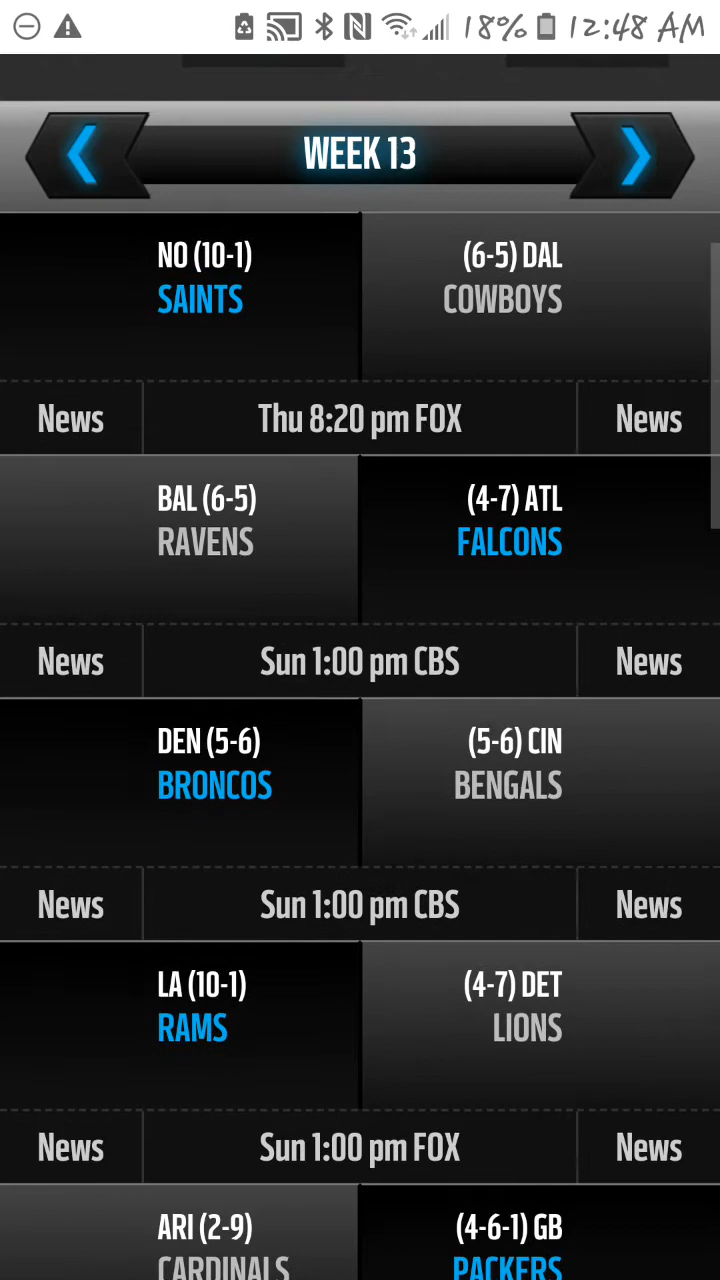 18% 12:48 AM
WEEK 13
NO (10-1) (6-5) DAL
SAINTS COWBOYS
News Thu 8:20 pm FOX News
BAL (6-5) (4-7) ATL
RAVENS FALCONS
News Sun 1:00 pm CBS News
DEN (5-6) (5-6) CIN
BRONCOS BENGALS
News Sun 1:00 pm CBS News
LA (10-1) (4-7) DET
RAMS LIONS
News Sun 1:00 pm FOX News
ARI (2-9) (4-6-1) GB
CARDINALS PACKERS